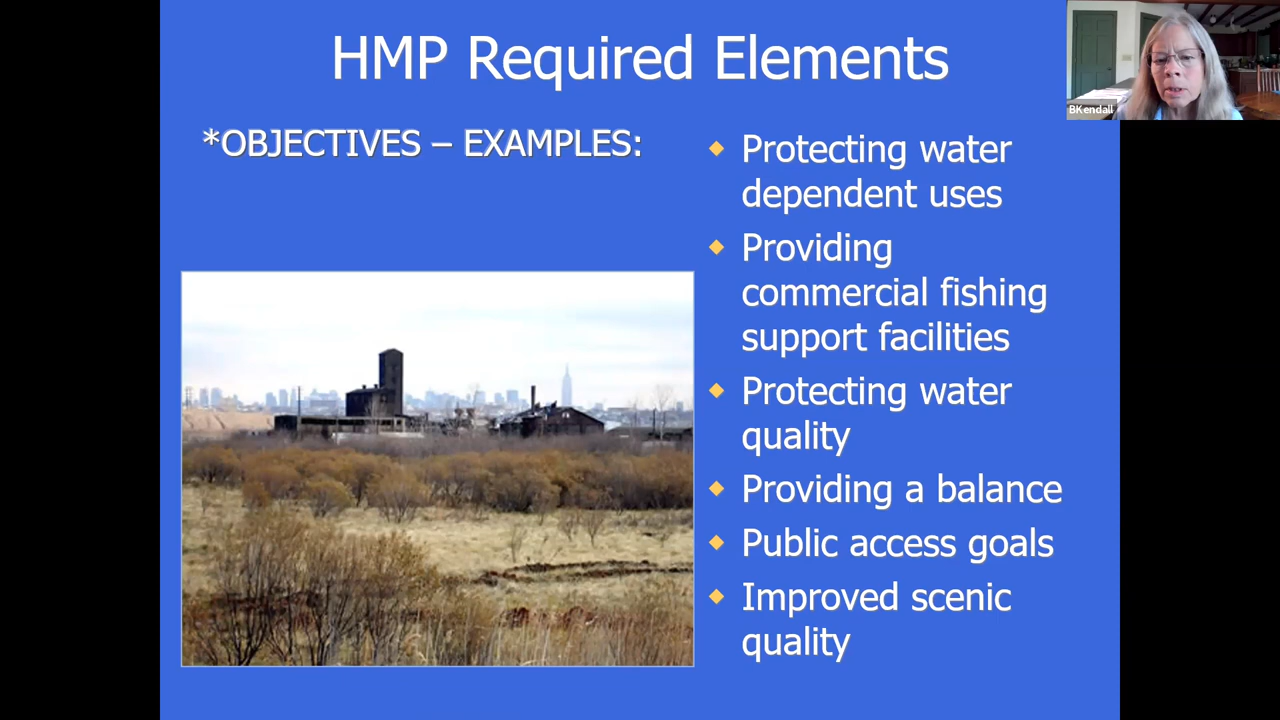 HMP Required Elements
*OBJECTIVES – EXAMPLES:
Protecting water
dependent uses
Providing
commercial fishing
support facilities
Protecting water
quality
Providing a balance
Public access goals
Improved scenic
quality
BKendall